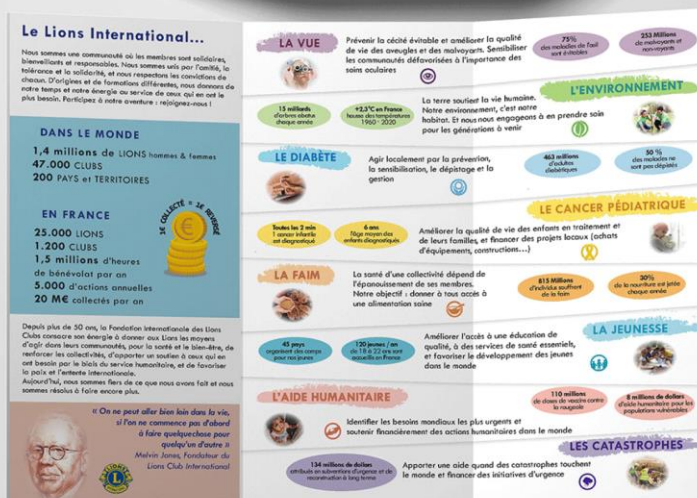 Le Lions International...
Nous sommes une communauté où les membres sont solidaires,
bienveillants et responsables. Nous sommes unis par l'amitié, la
tolérance et la solidarité, et nous respectons les convictions de
chacun. D'origines et de formations différentes, nous donnons de
notre temps et notre énergie au service de ceux qui en ont le
plus besoin. Participez à notre aventure : rejoignez-nous !
DANS LE MONDE
1,4 millions de LIONS hommes & femmes
47.000 CLUBS
200 PAYS et TERRITOIRES
EN FRANCE
25.000 LIONS
1.200 CLUBS
1,5 millions d'heures
de bénévolat par an
5.000 d'actions annuelles
20 M€ collectés par an
1€ COLLECTÉ = 1€ REVERSÉ
Depuis plus de 50 ans, la Fondation Internationale des Lions
Clubs consacre son énergie à donner aux Lions les moyens
d'agir dans leurs communautés, pour la santé et le bien-être, de
renforcer les collectivités, d'apporter un soutien à ceux qui en
ont besoin par le biais du service humanitaire, et de favoriser
la paix et l'entente internationale.
Aujourd'hui, nous sommes fiers de ce que nous avons fait et nous
sommes résolus à faire encore plus.
« On ne peut aller bien loin dans la vie,
si l'on ne commence pas d'abord
à faire quelquechose pour
quelqu'un d'autre »
Melvin Jones, Fondateur du
Lions Club International
LIONS
LA VUE
Prévenir la cécité évitable et améliorer la qualité
de vie des aveugles et des malvoyants. Sensibiliser
les communautés défavorisées à l'importance des
soins oculaires
75%
des maladies de l'œil
sont évitables
253 Millions
de malvoyants et
non-voyants
L'ENVIRONNEMENT
15 milliards
d'arbres abattus
chaque année
+2,3°C en France
hausse des températures
1960 - 2020
La terre soutient la vie humaine.
Notre environnement, c'est notre
habitat. Et nous nous engageons à en prendre soin
pour les générations à venir
LE DIABÈTE
Agir localement par la prévention,
la sensibilisation, le dépistage et la
gestion
463 millions
d'adultes
diabétiques
50 %
des malades ne
sont pas dépistés
LE CANCER PÉDIATRIQUE
Toutes les 2 min
1 cancer infantile
est diagnostiqué
6 ans
l'âge moyen des
enfants diagnostiqués
Améliorer la qualité de vie des enfants en traitement et
de leurs familles, et financer des projets locaux (achats
d'équipements, constructions...)
LA FAIM
La santé d'une collectivité dépend de
l'épanouissement de ses membres.
Notre objectif : donner à tous accès à
une alimentation saine
815 Millions
d'individus souffrent
de la faim
30%
de la nourriture est jetée
chaque année
LA JEUNESSE
45 pays
organisent des camps
pour nos jeunes
120 jeunes / an
de 18 à 22 ans sont
accueillis en France
Améliorer l'accès à une éducation de
qualité, à des services de santé essentiels,
et favoriser le développement des jeunes
dans le monde
L'AIDE HUMANITAIRE
Identifier les besoins mondiaux les plus urgents et
soutenir financièrement des actions humanitaires dans le monde
110 millions
de doses de vaccins contre
la rougeole
8 millions de dollars
d'aide humanitaire pour les
populations vulnérables
LES CATASTROPHES
134 millions de dollars
attribués en subventions d'urgence et de
reconstruction à long terme
Apporter une aide quand des catastrophes touchent
le monde et financer des initiatives d'urgence